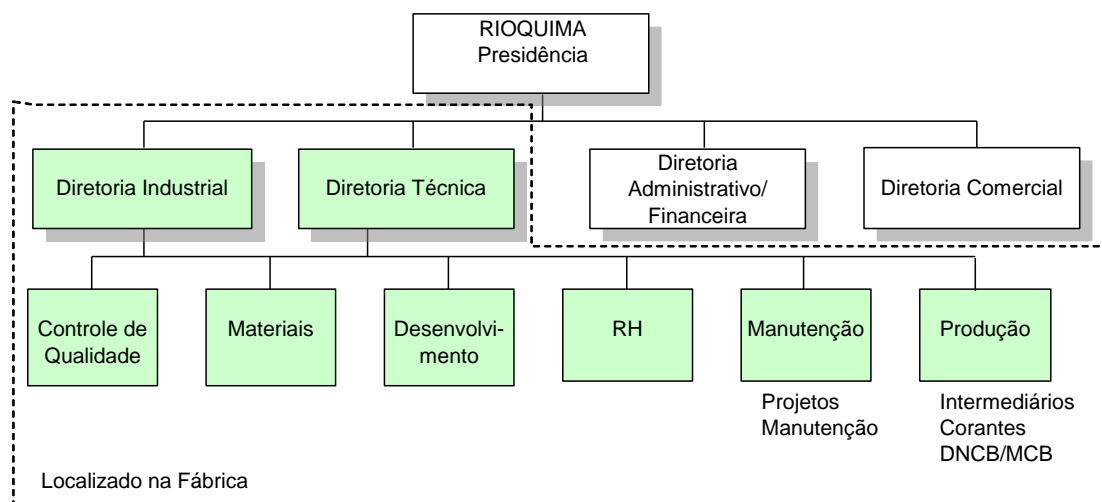 RIOQUIMA
Presidência
Diretoria Industrial
Diretoria Técnica
Diretoria
Administrativo/
Financeira
Diretoria Comercial
Controle de
Qualidade
Materiais
Desenvolvi-
mento
RH
Manutenção
Produção
Projetos
Manutenção
Intermediários
Corantes
DNCB/MCB
Localizado na Fábrica